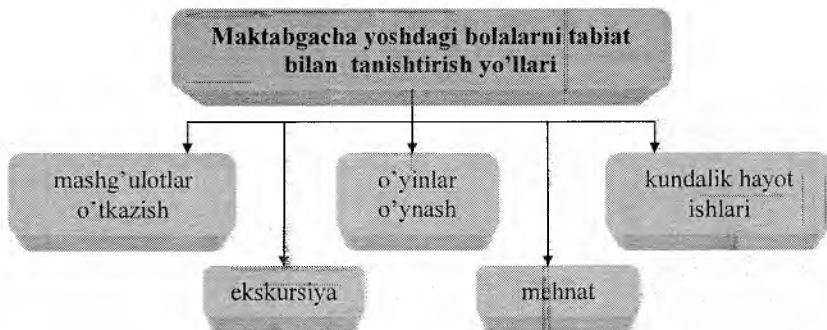 Maktabgacha yoshdagi bolalarni tabiat
bilan tanishtirish yo'llari
mashg'ulotlar
o'tkazish
o'yinlar
o'ynash
kundalik hayot
ishlari
ekskursiya
mehnat